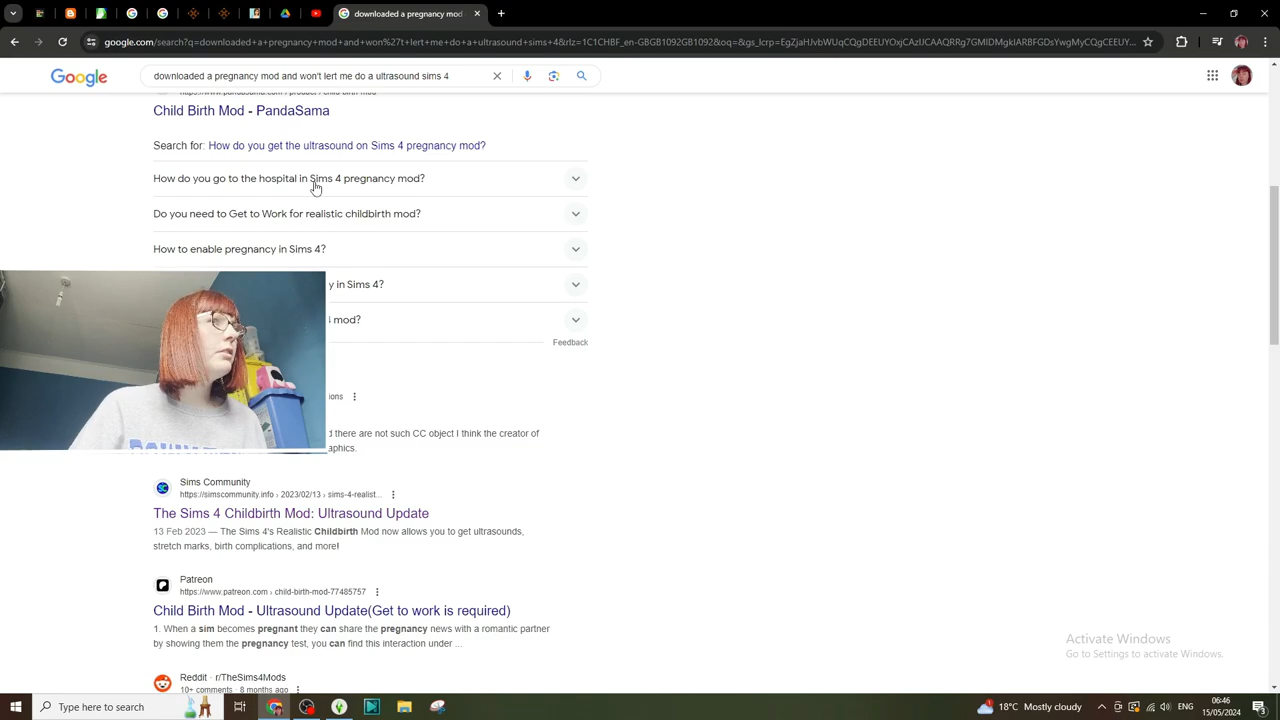 downloaded a pregnancy mod
google.com/search?q=downloaded+a+pregnancy+mod+and+won%27t+lert+me+do+a+ultrasound+sims+4&rlz=1C1CHBF_en-GBGB1092GB1092&oq=&gs_lcrp=
Google
downloaded a pregnancy mod and won't lert me do a ultrasound sims 4
Child Birth Mod - PandaSama
Search for: How do you get the ultrasound on Sims 4 pregnancy mod?
How do you go to the hospital in Sims 4 pregnancy mod?
Do you need to Get to Work for realistic childbirth mod?
How to enable pregnancy in Sims 4?
y in Sims 4?
mod?
Feedback
ions
there are not such CC object I think the creator of
aphics.
Sims Community
https://simscommunity.info › 2023/02/13 › sims-4-realist...
The Sims 4 Childbirth Mod: Ultrasound Update
13 Feb 2023 — The Sims 4's Realistic Childbirth Mod now allows you to get ultrasounds,
stretch marks, birth complications, and more!
Patreon
https://www.patreon.com › child-birth-mod-77485757
Child Birth Mod - Ultrasound Update(Get to work is required)
1. When a sim becomes pregnant they can share the pregnancy news with a romantic partner
by showing them the pregnancy test, you can find this interaction under ...
Reddit · r/TheSims4Mods
10+ comments · 8 months ago
Activate Windows
Go to Settings to activate Windows.
Type here to search
18°C Mostly cloudy
ENG
06:46
15/05/2024